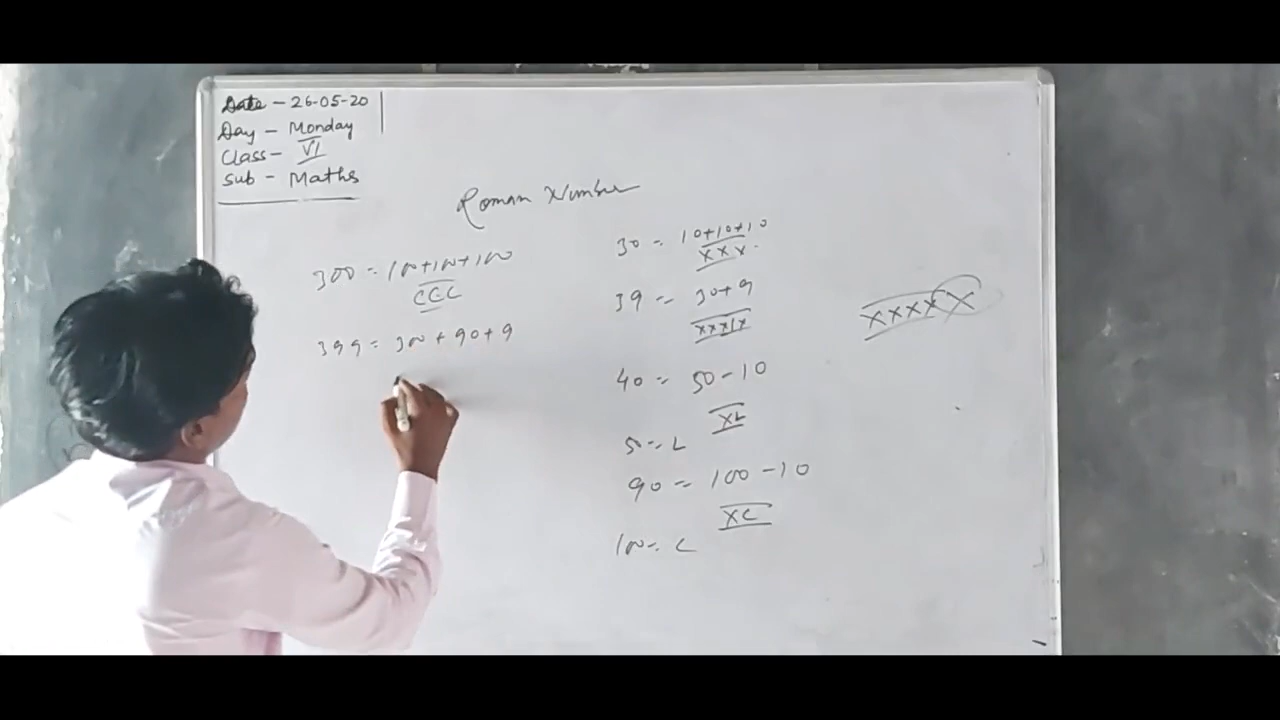 Date - 26-05-20
Day - Monday
Class - VI
Sub - Maths
Roman Number
300 = 100+100+100
CCC
399 = 300 + 90 + 9
30 = 10+10+10
XXX
39 = 30+9
XXXIX
40 = 50 - 10
XL
50 = L
90 = 100 - 10
XC
100 = C
XXXX X